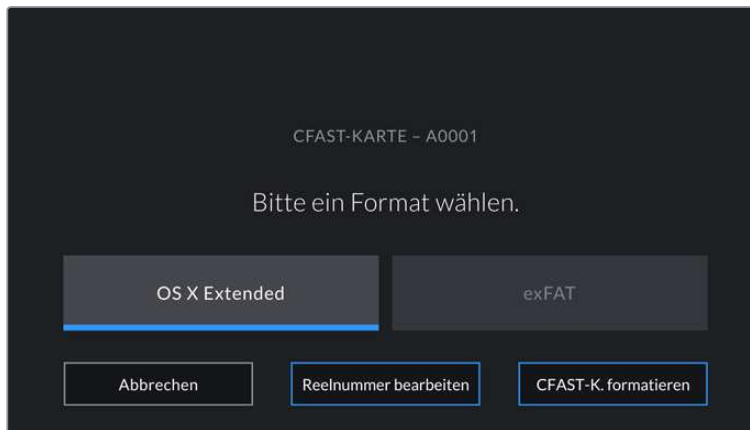 CFAST-KARTE – A0001
Bitte ein Format wählen.
OS X Extended
exFAT
Abbrechen
Reelnummer bearbeiten
CFAST-K. formatieren